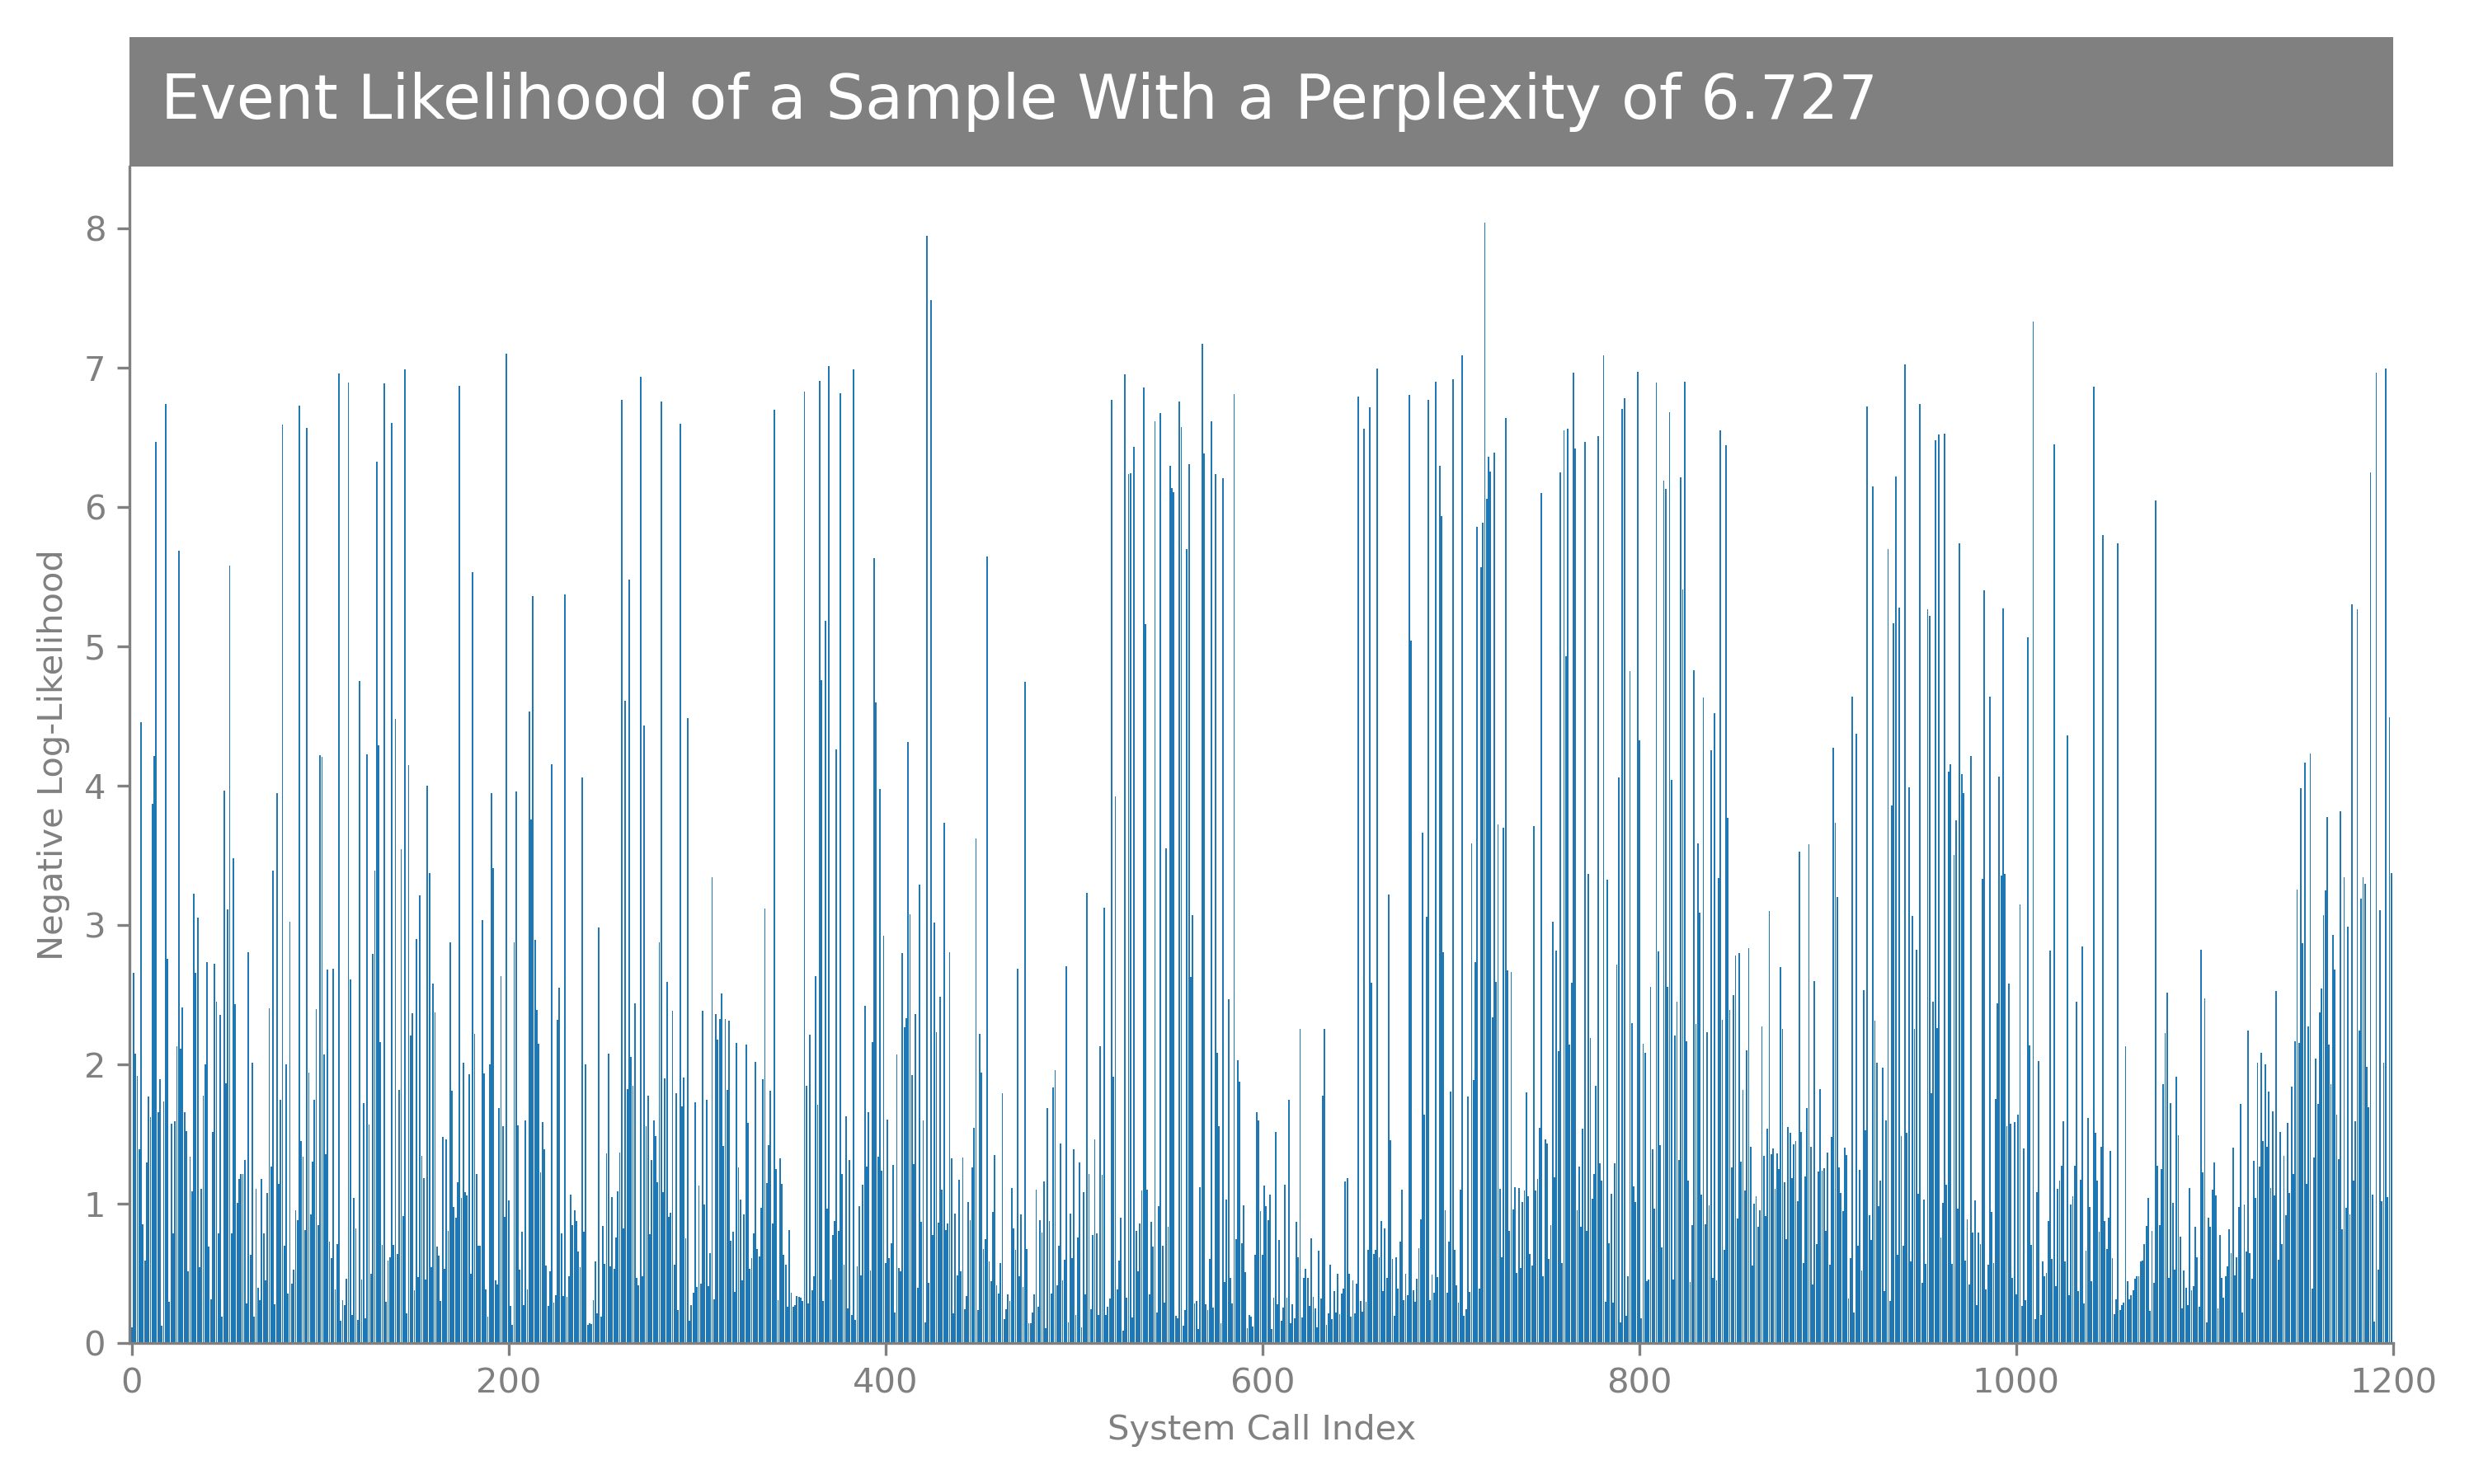 Event Likelihood of a Sample With a Perplexity of 6.727
8
7
6
5
4
3
2
1
0
Negative Log-Likelihood
0 200 400 600 800 1000 1200
System Call Index